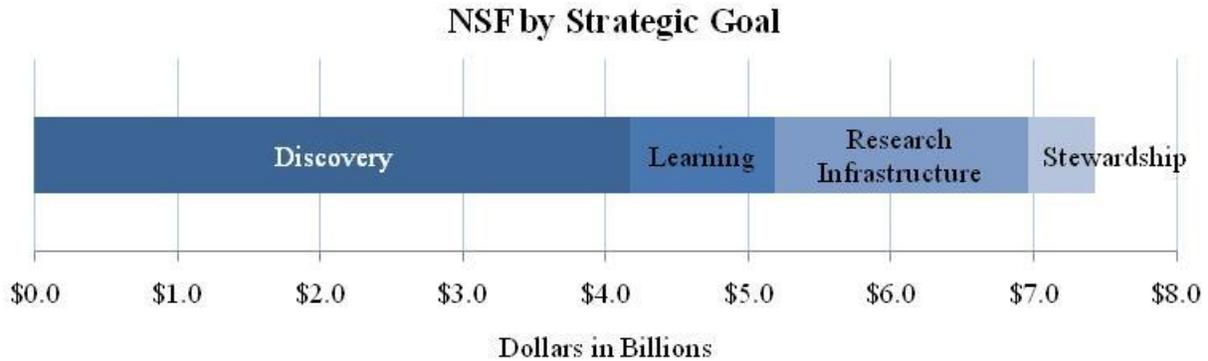 NSF by Strategic Goal
Discovery
Learning
Research
Infrastructure
Stewardship
$0.0 $1.0 $2.0 $3.0 $4.0 $5.0 $6.0 $7.0 $8.0
Dollars in Billions